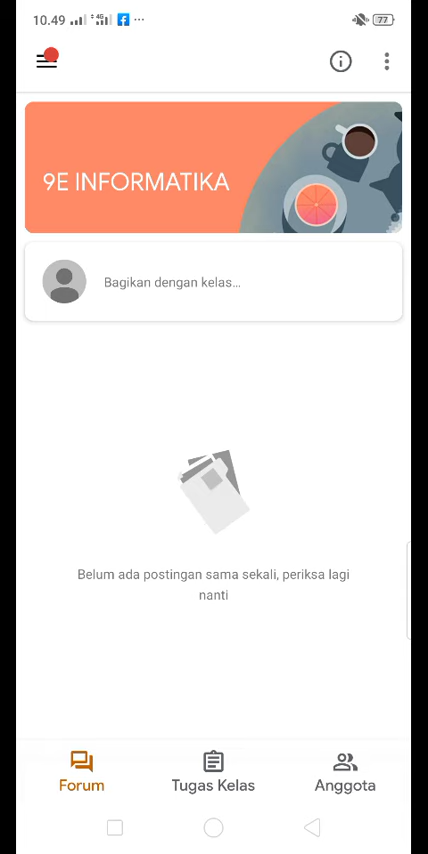 10.49 4G 77
9E INFORMATIKA
Bagikan dengan kelas...
Belum ada postingan sama sekali, periksa lagi
nanti
Forum Tugas Kelas Anggota